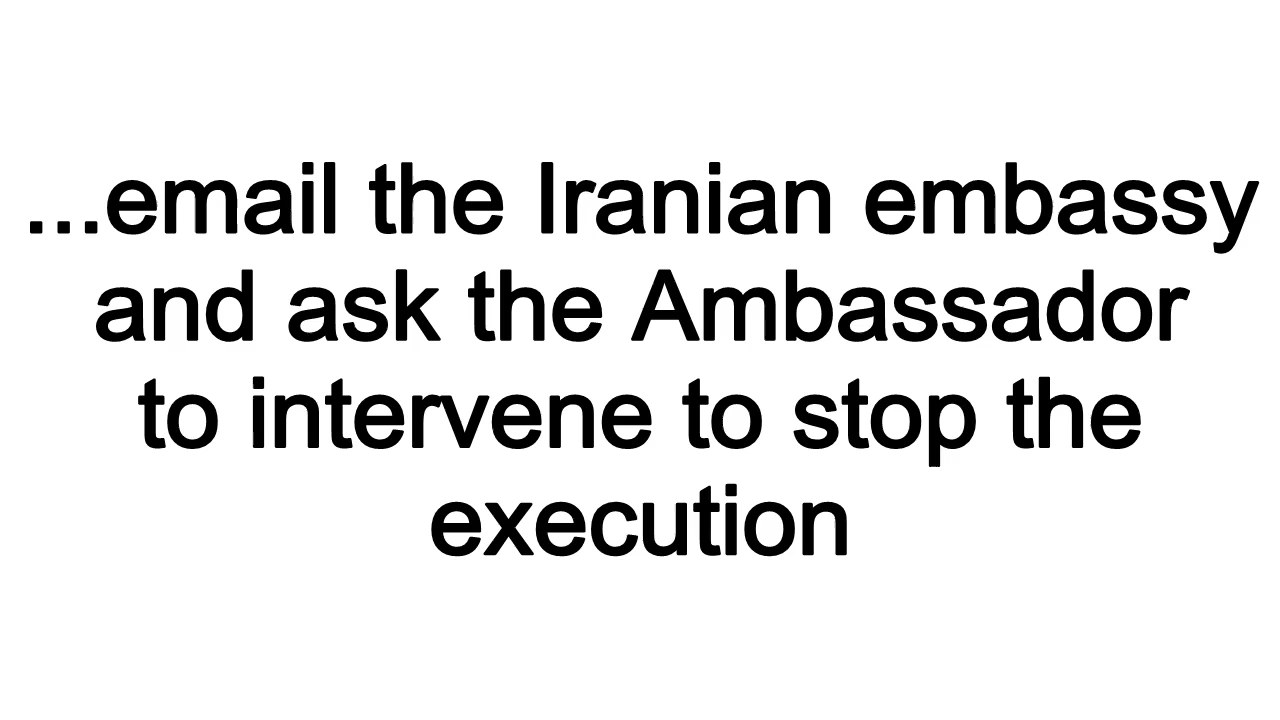 ...email the Iranian embassy
and ask the Ambassador
to intervene to stop the
execution